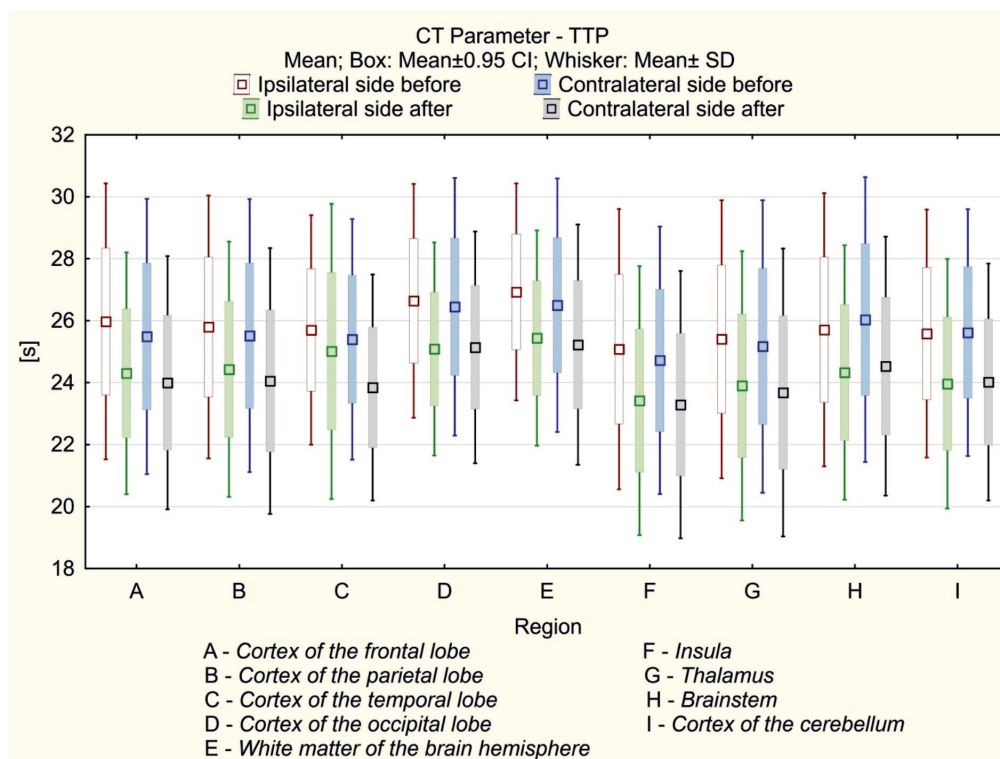 CT Parameter - TTP
Mean; Box: Mean±0.95 CI; Whisker: Mean± SD
Ipsilateral side before Contralateral side before
Ipsilateral side after Contralateral side after
32
30
28
26
24
22
20
18
[s]
A B C D E F G H I
Region
A - Cortex of the frontal lobe
B - Cortex of the parietal lobe
C - Cortex of the temporal lobe
D - Cortex of the occipital lobe
E - White matter of the brain hemisphere
F - Insula
G - Thalamus
H - Brainstem
I - Cortex of the cerebellum